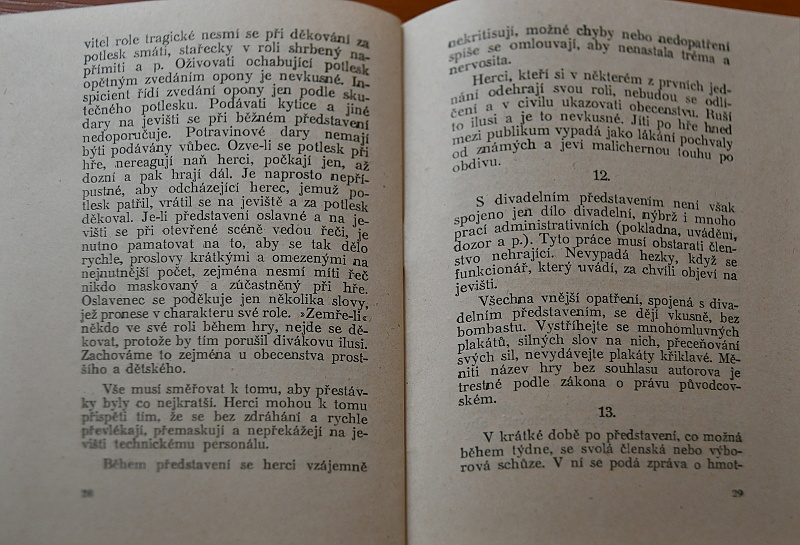 vitel role tragické nesmí se při děkování za
potlesk smáti, stařecky v roli shrbený na-
přímiti a p. Oživovati ochabující potlesk
opětným zvedáním opony je nevkusné. In-
spicient řídí zvedání opony jen podle sku-
tečného potlesku. Podávati kytice a jiné
dary na jevišti se při běžném představení
nedoporučuje. Potravinové dary nemají
býti podávány vůbec. Ozve-li se potlesk při
hře, nereagují naň herci, počkají jen, až
dozní a pak hrají dál. Je naprosto nepří-
pustné, aby odcházející herec, jemuž po-
tlesk patřil, vrátil se na jeviště a za potlesk
děkoval. Je-li představení oslavné a na je-
višti se při otevřené scéně vedou řeči, je
nutno pamatovat na to, aby se tak dělo
rychle, proslovy krátkými a omezenými na
nejnutnější počet, zejména nesmí míti řeč
nikdo maskovaný a zúčastněný při hře.
Oslavenec se poděkuje jen několika slovy,
jež pronese v charakteru své role. »Zemře-li«
někdo ve své roli během hry, nejde se dě-
kovat, protože by tím porušil divákovu ilusi.
Zachováme to zejména u obecenstva prost-
šího a dětského.
Vše musí směřovat k tomu, aby přestáv-
ky byly co nejkratší. Herci mohou k tomu
přispěti tím, že se bez zdráhání a rychle
převlékají, přemaskují a nepřekážejí na je-
višti technickému personálu.
Během představení se herci vzájemně
28
nekritisují, možné chyby nebo nedopatření
spíše se omlouvají, aby nenastala tréma a
nervosita.
Herci, kteří si v některém z prvních jed-
nání odehrají svou roli, nebudou se odlí-
čení a v civilu ukazovati obecenstvu. Ruší
to ilusi a je to nevkusné. Jíti po hře hned
mezi publikum vypadá jako lákání pochvaly
od známých a jeví malichernou touhu po
obdivu.
12.
S divadelním představením není však
spojeno jen dílo divadelní, nýbrž i mnoho
prací administrativních (pokladna, uvádění,
dozor a p.). Tyto práce musí obstarati člen-
stvo nehrající. Nevypadá hezky, když se
funkcionář, který uvádí, za chvíli objeví na
jevišti.
Všechna vnější opatření, spojená s diva-
delním představením, se dějí vkusně, bez
bombastu. Vystříhejte se mnohomluvných
plakátů, silných slov na nich, přeceňování
svých sil, nevydávejte plakáty křiklavé. Mě-
niti název hry bez souhlasu autorova je
trestné podle zákona o právu původcov-
ském.
13.
V krátké době po představení, co možná
během týdne, se svolá členská nebo výbo-
rová schůze. V ní se podá zpráva o hmot-
29